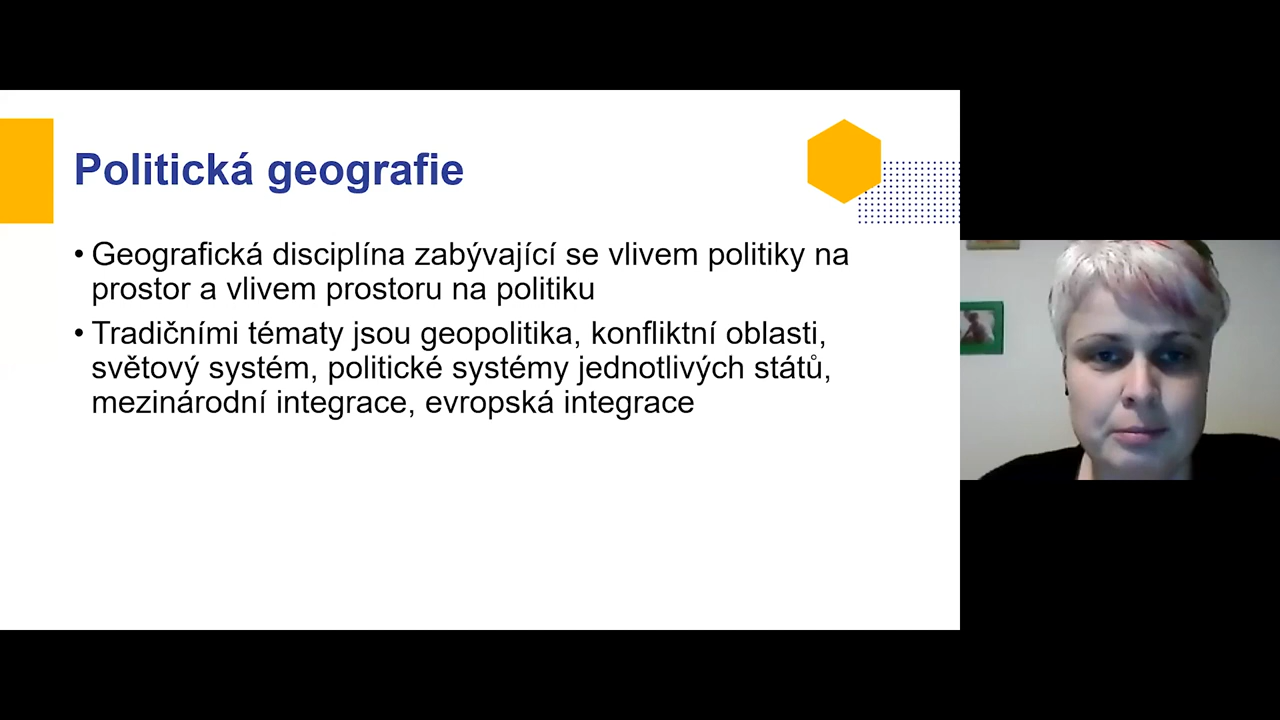 Politická geografie
• Geografická disciplína zabývající se vlivem politiky na
prostor a vlivem prostoru na politiku
• Tradičními tématy jsou geopolitika, konfliktní oblasti,
světový systém, politické systémy jednotlivých států,
mezinárodní integrace, evropská integrace